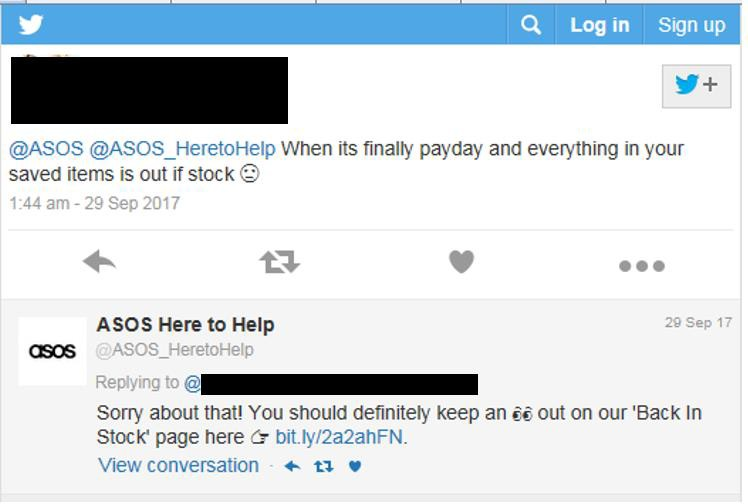 Log in Sign up
@ASOS @ASOS_HeretoHelp When its finally payday and everything in your
saved items is out if stock 🙁
1:44 am - 29 Sep 2017
ASOS Here to Help 29 Sep 17
asos
@ASOS_HeretoHelp
Replying to @
Sorry about that! You should definitely keep an 👀 out on our 'Back In
Stock' page here 👉 bit.ly/2a2ahFN.
View conversation ·